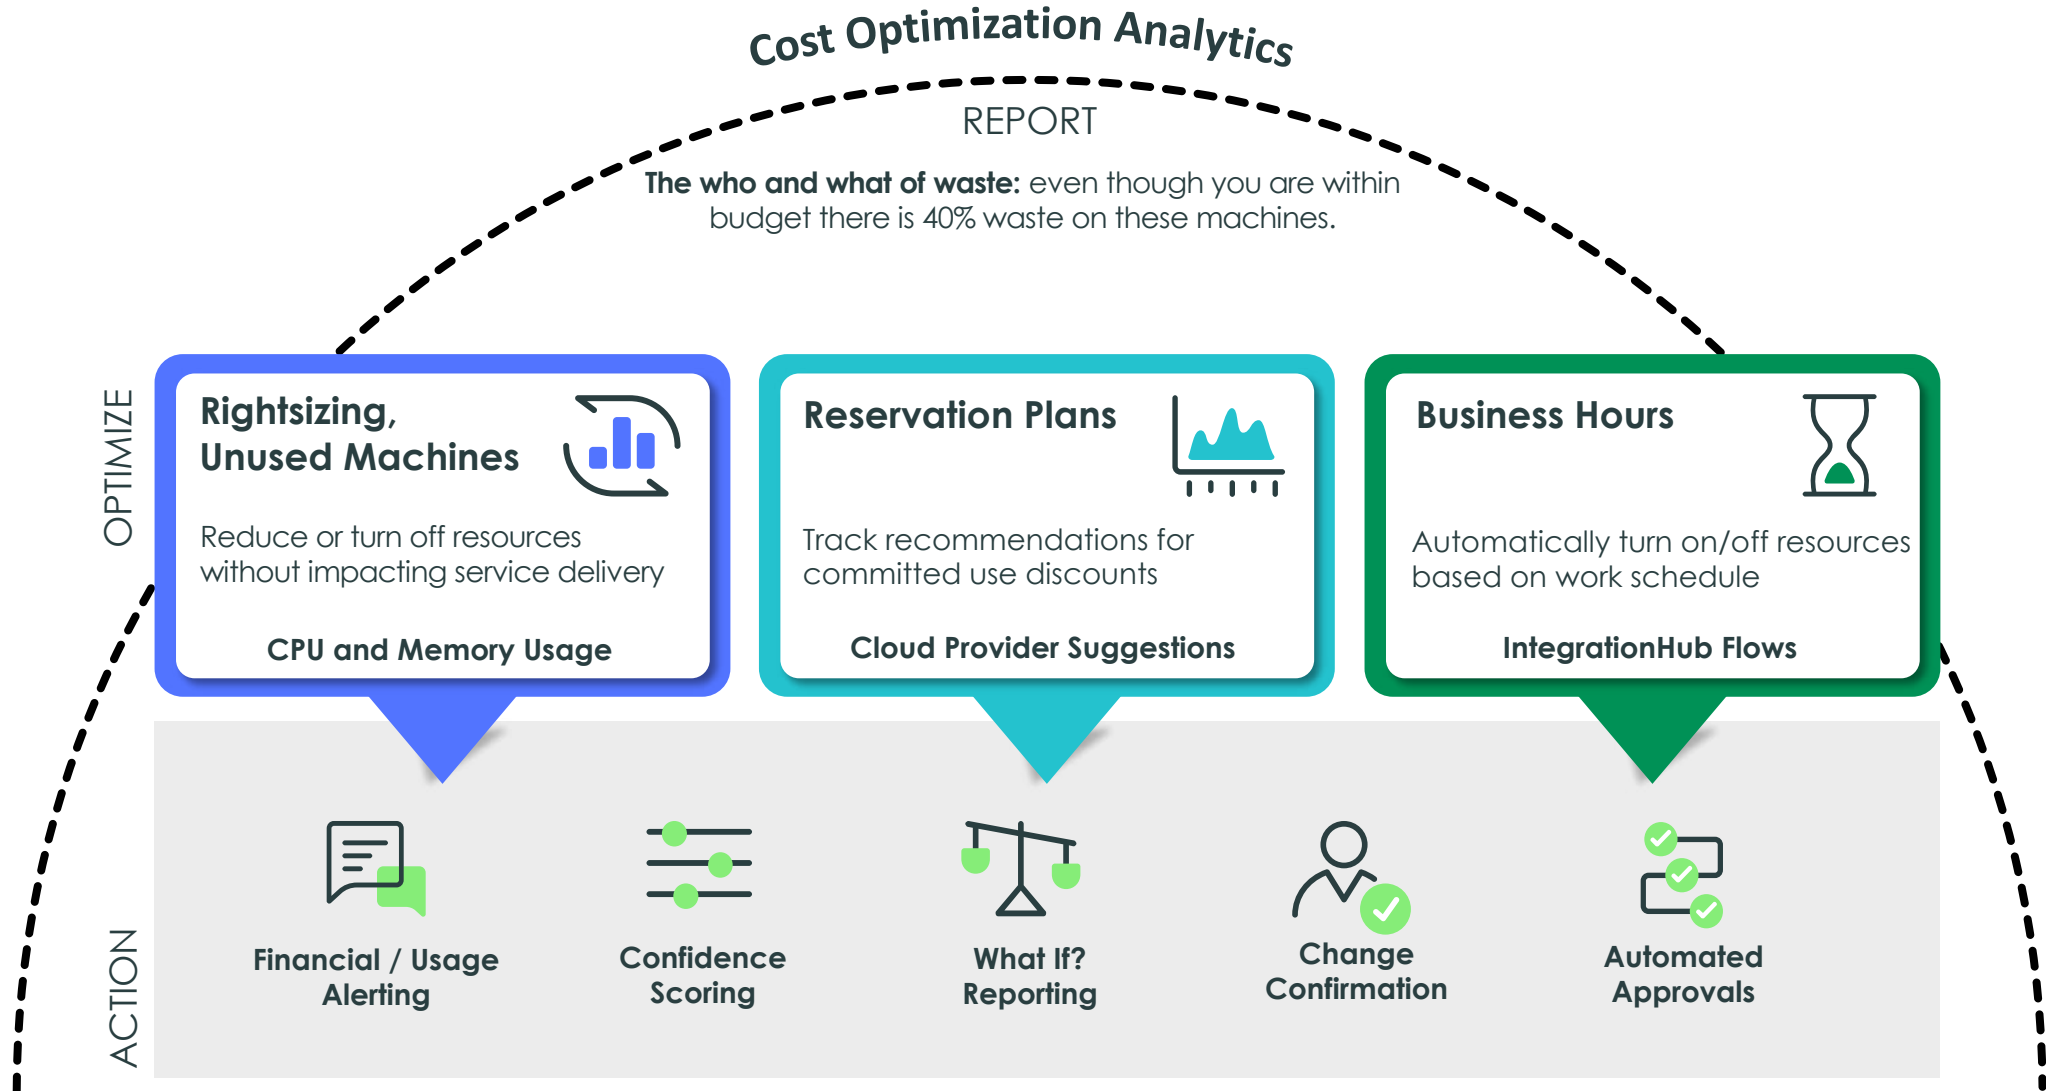 Cost Optimization Analytics
REPORT
The who and what of waste: even though you are within
budget there is 40% waste on these machines.
OPTIMIZE
Rightsizing,
Unused Machines
Reduce or turn off resources
without impacting service delivery
CPU and Memory Usage
Reservation Plans
Track recommendations for
committed use discounts
Cloud Provider Suggestions
Business Hours
Automatically turn on/off resources
based on work schedule
IntegrationHub Flows
ACTION
Financial / Usage
Alerting
Confidence
Scoring
What If?
Reporting
Change
Confirmation
Automated
Approvals